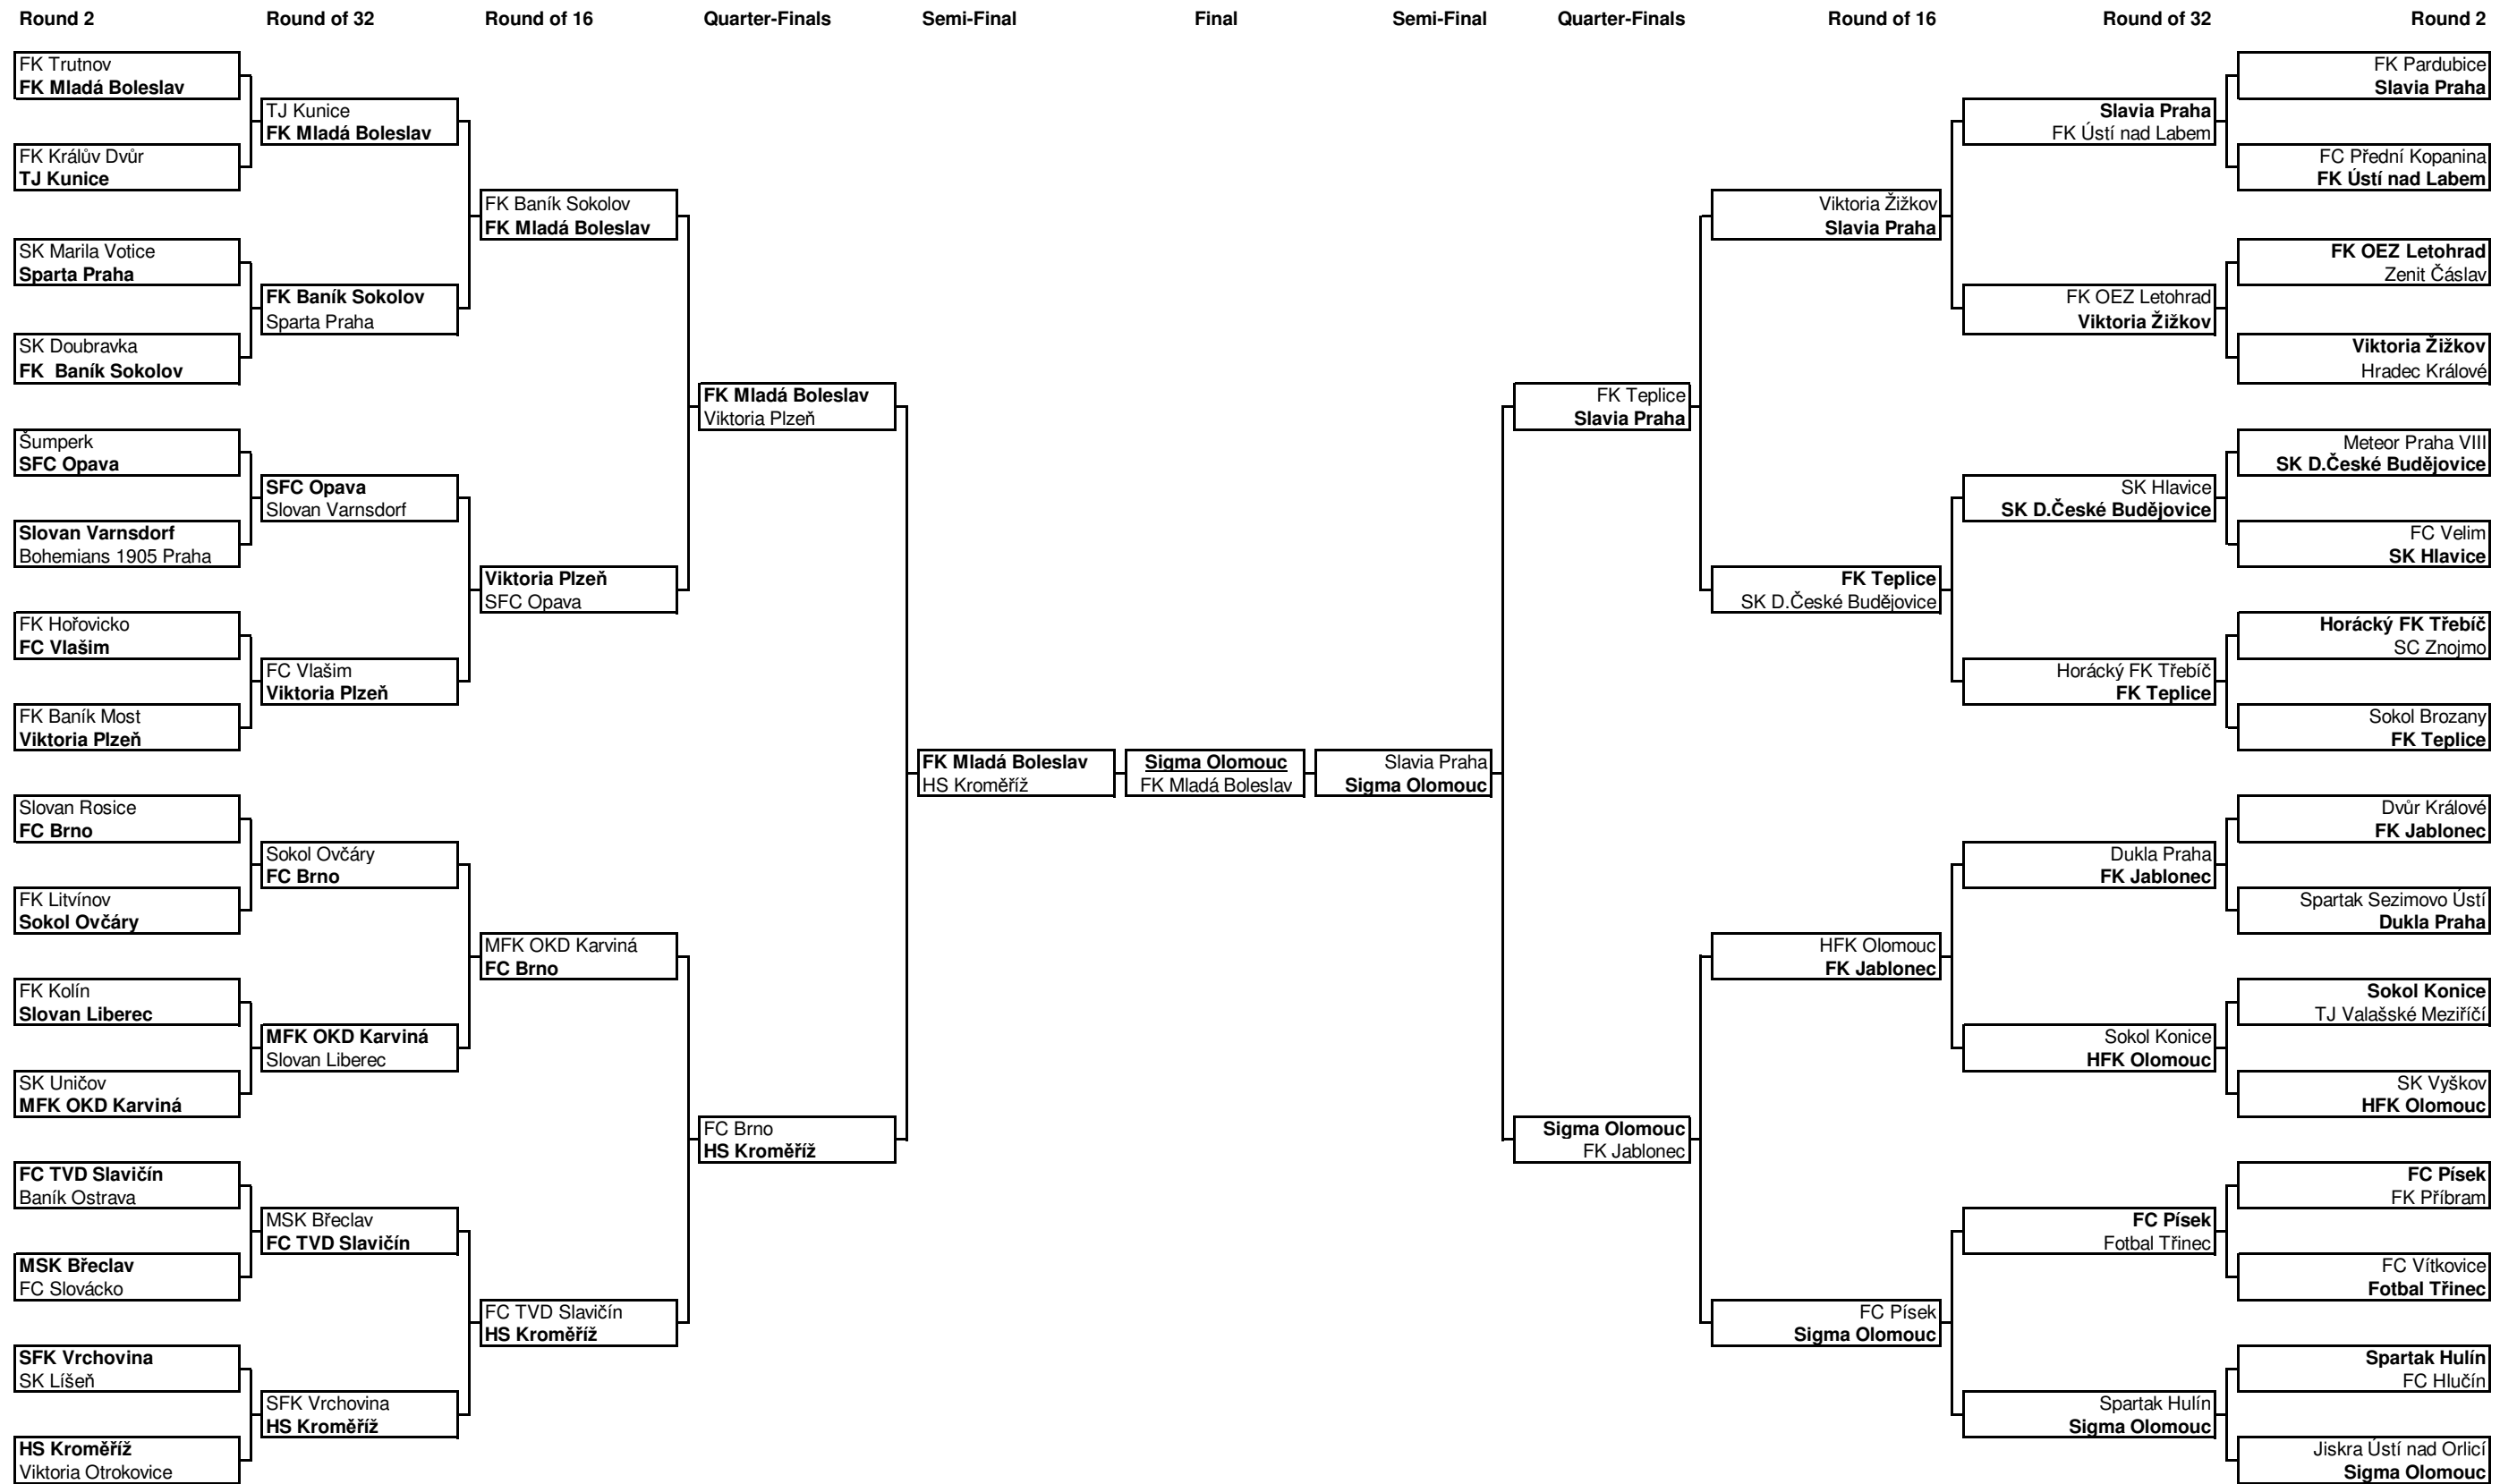 Round 2
Round of 32
Round of 16
Quarter-Finals
Semi-Final
Final
Semi-Final
Quarter-Finals
Round of 16
Round of 32
Round 2
FK Trutnov
FK Mladá Boleslav
FK Králův Dvůr
TJ Kunice
SK Marila Votice
Sparta Praha
SK Doubravka
FK  Baník Sokolov
Šumperk
SFC Opava
Slovan Varnsdorf
Bohemians 1905 Praha
FK Hořovicko
FC Vlašim
FK Baník Most
Viktoria Plzeň
Slovan Rosice
FC Brno
FK Litvínov
Sokol Ovčáry
FK Kolín
Slovan Liberec
SK Uničov
MFK OKD Karviná
FC TVD Slavičín
Baník Ostrava
MSK Břeclav
FC Slovácko
SFK Vrchovina
SK Líšeň
HS Kroměříž
Viktoria Otrokovice
TJ Kunice
FK Mladá Boleslav
FK Baník Sokolov
Sparta Praha
SFC Opava
Slovan Varnsdorf
FC Vlašim
Viktoria Plzeň
Sokol Ovčáry
FC Brno
MFK OKD Karviná
Slovan Liberec
MSK Břeclav
FC TVD Slavičín
SFK Vrchovina
HS Kroměříž
FK Baník Sokolov
FK Mladá Boleslav
Viktoria Plzeň
SFC Opava
MFK OKD Karviná
FC Brno
FC TVD Slavičín
HS Kroměříž
FK Mladá Boleslav
Viktoria Plzeň
FC Brno
HS Kroměříž
FK Mladá Boleslav
HS Kroměříž
Sigma Olomouc
FK Mladá Boleslav
Slavia Praha
Sigma Olomouc
FK Teplice
Slavia Praha
Sigma Olomouc
FK Jablonec
Viktoria Žižkov
Slavia Praha
FK Teplice
SK D.České Budějovice
HFK Olomouc
FK Jablonec
FC Písek
Sigma Olomouc
Slavia Praha
FK Ústí nad Labem
FK OEZ Letohrad
Viktoria Žižkov
SK Hlavice
SK D.České Budějovice
Horácký FK Třebíč
FK Teplice
Dukla Praha
FK Jablonec
Sokol Konice
HFK Olomouc
FC Písek
Fotbal Třinec
Spartak Hulín
Sigma Olomouc
FK Pardubice
Slavia Praha
FC Přední Kopanina
FK Ústí nad Labem
FK OEZ Letohrad
Zenit Čáslav
Viktoria Žižkov
Hradec Králové
Meteor Praha VIII
SK D.České Budějovice
FC Velim
SK Hlavice
Horácký FK Třebíč
SC Znojmo
Sokol Brozany
FK Teplice
Dvůr Králové
FK Jablonec
Spartak Sezimovo Ústí
Dukla Praha
Sokol Konice
TJ Valašské Meziříčí
SK Vyškov
HFK Olomouc
FC Písek
FK Příbram
FC Vítkovice
Fotbal Třinec
Spartak Hulín
FC Hlučín
Jiskra Ústí nad Orlicí
Sigma Olomouc